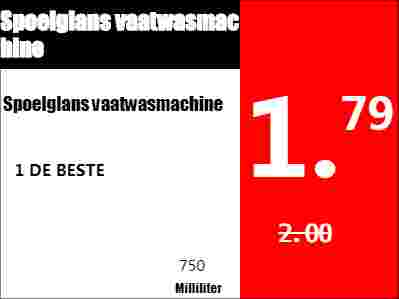 Spoelglans vaatwasmac
hine
Spoelglans vaatwasmachine
1 DE BESTE
1.79
2.00
750
Milliliter